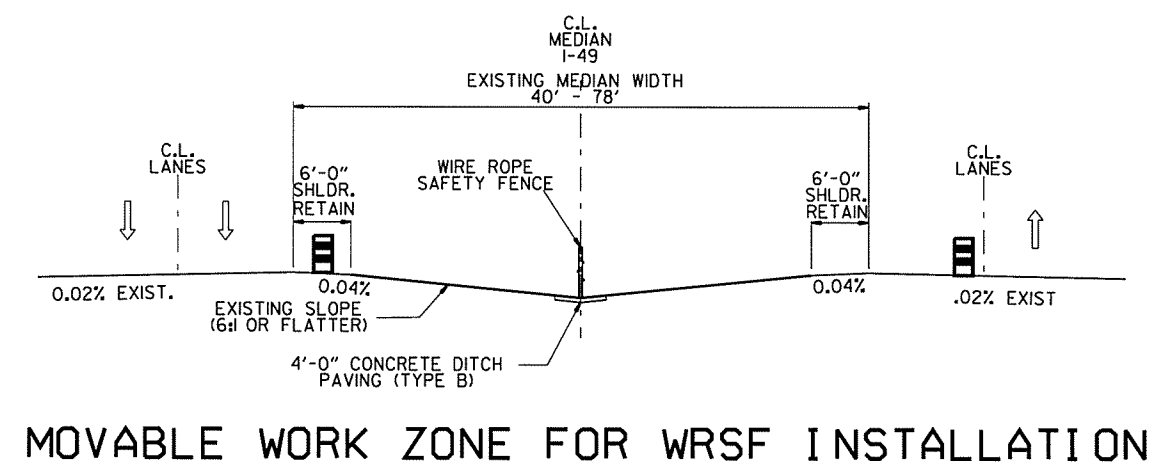 C.L.
MEDIAN
I-49
EXISTING MEDIAN WIDTH
40' - 78'
C.L.
LANES
6'-0"
SHLDR.
RETAIN
WIRE ROPE
SAFETY FENCE
6'-0"
SHLDR.
RETAIN
C.L.
LANES
0.02% EXIST.
0.04%
0.04%
.02% EXIST
EXISTING SLOPE
(6:1 OR FLATTER)
4'-0" CONCRETE DITCH
PAVING (TYPE B)
MOVABLE WORK ZONE FOR WRSF INSTALLATION